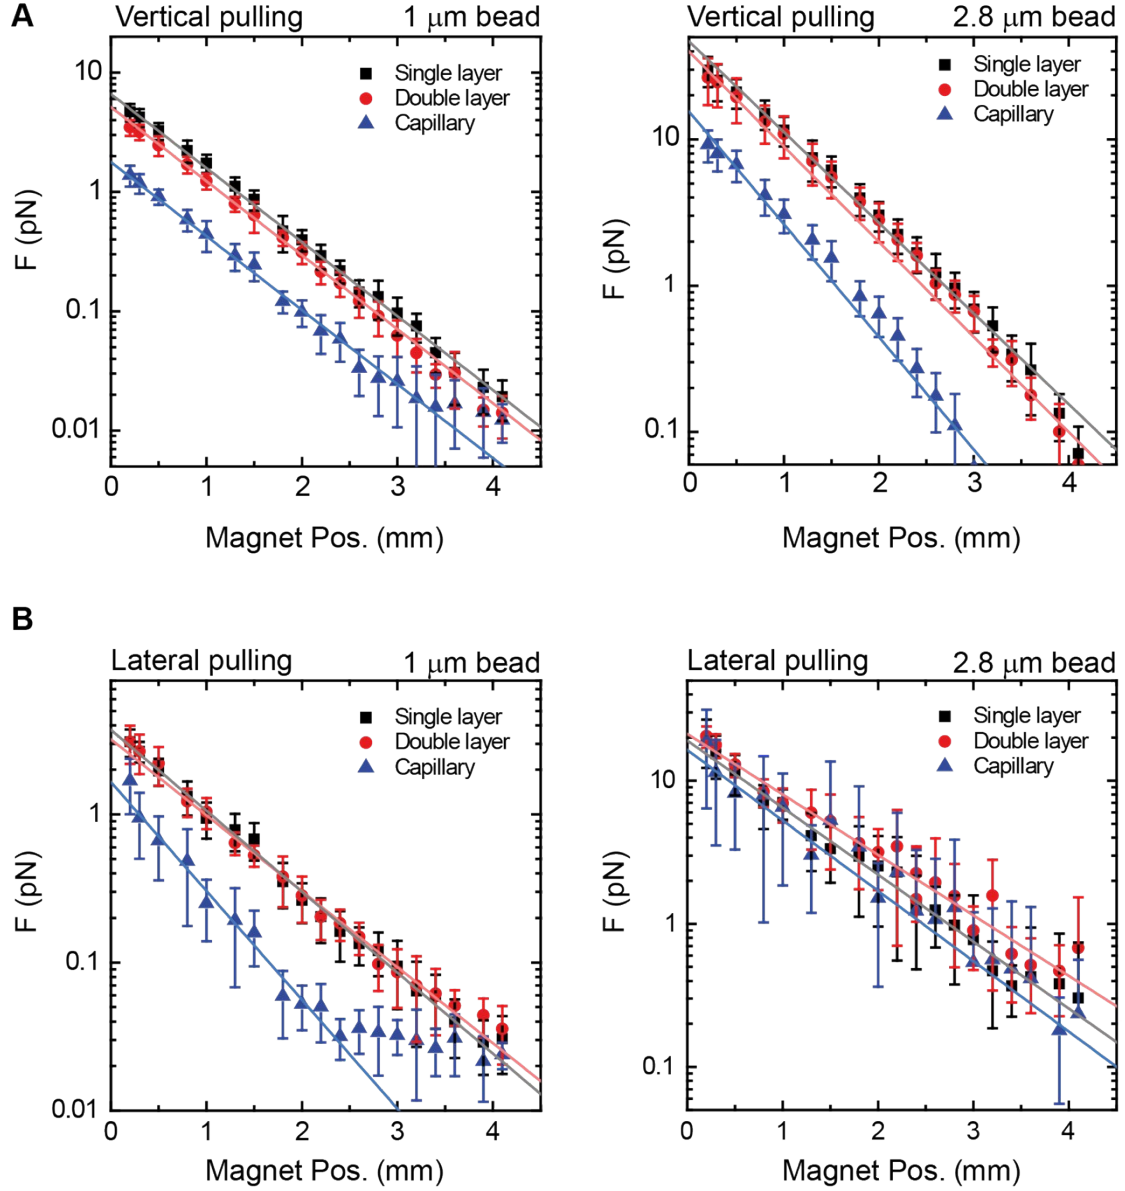 A
Vertical pulling 1 μm bead
10
1
0.1
0.01
F (pN)
Single layer
Double layer
Capillary
0 1 2 3 4
Magnet Pos. (mm)
Vertical pulling 2.8 μm bead
10
1
0.1
F (pN)
Single layer
Double layer
Capillary
0 1 2 3 4
Magnet Pos. (mm)
B
Lateral pulling 1 μm bead
1
0.1
0.01
F (pN)
Single layer
Double layer
Capillary
0 1 2 3 4
Magnet Pos. (mm)
Lateral pulling 2.8 μm bead
10
1
0.1
F (pN)
Single layer
Double layer
Capillary
0 1 2 3 4
Magnet Pos. (mm)